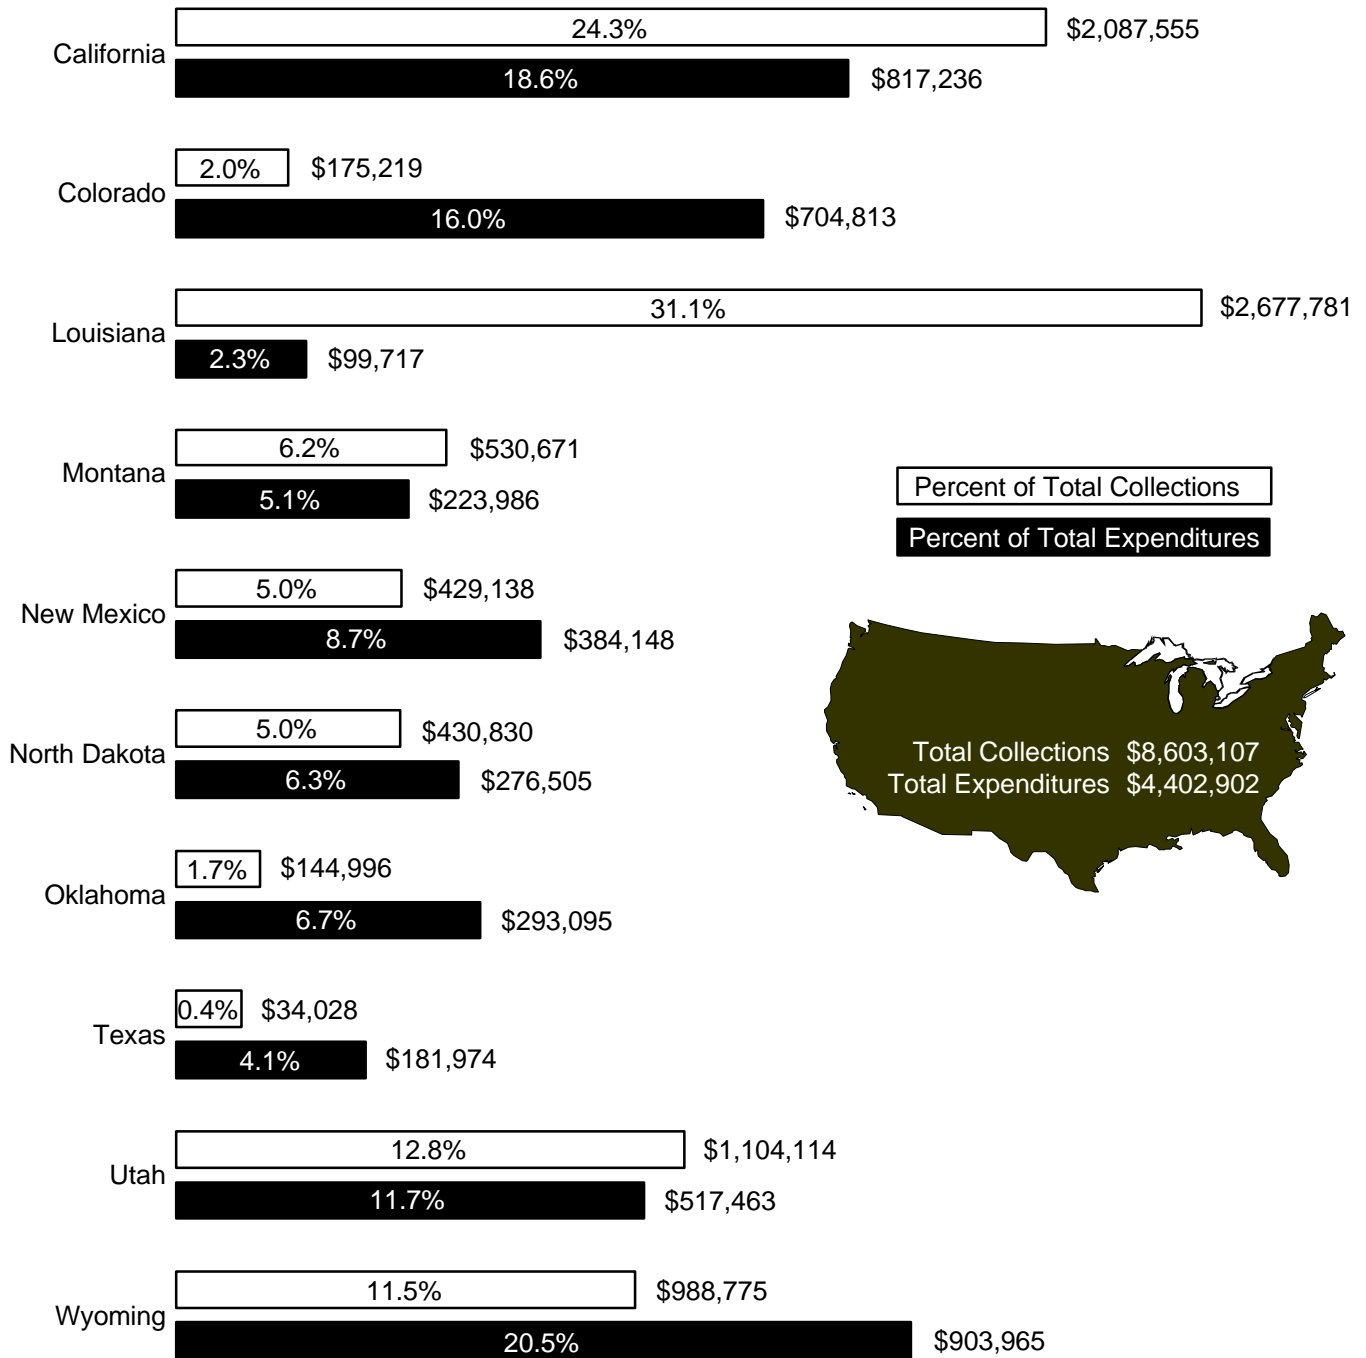 24.3% $2,087,555
California
18.6% $817,236
2.0% $175,219
Colorado
16.0% $704,813
31.1% $2,677,781
Louisiana
2.3% $99,717
6.2% $530,671
Montana
5.1% $223,986
Percent of Total Collections
Percent of Total Expenditures
5.0% $429,138
New Mexico
8.7% $384,148
5.0% $430,830
North Dakota
6.3% $276,505
Total Collections $8,603,107
Total Expenditures $4,402,902
1.7% $144,996
Oklahoma
6.7% $293,095
0.4% $34,028
Texas
4.1% $181,974
12.8% $1,104,114
Utah
11.7% $517,463
11.5% $988,775
Wyoming
20.5% $903,965